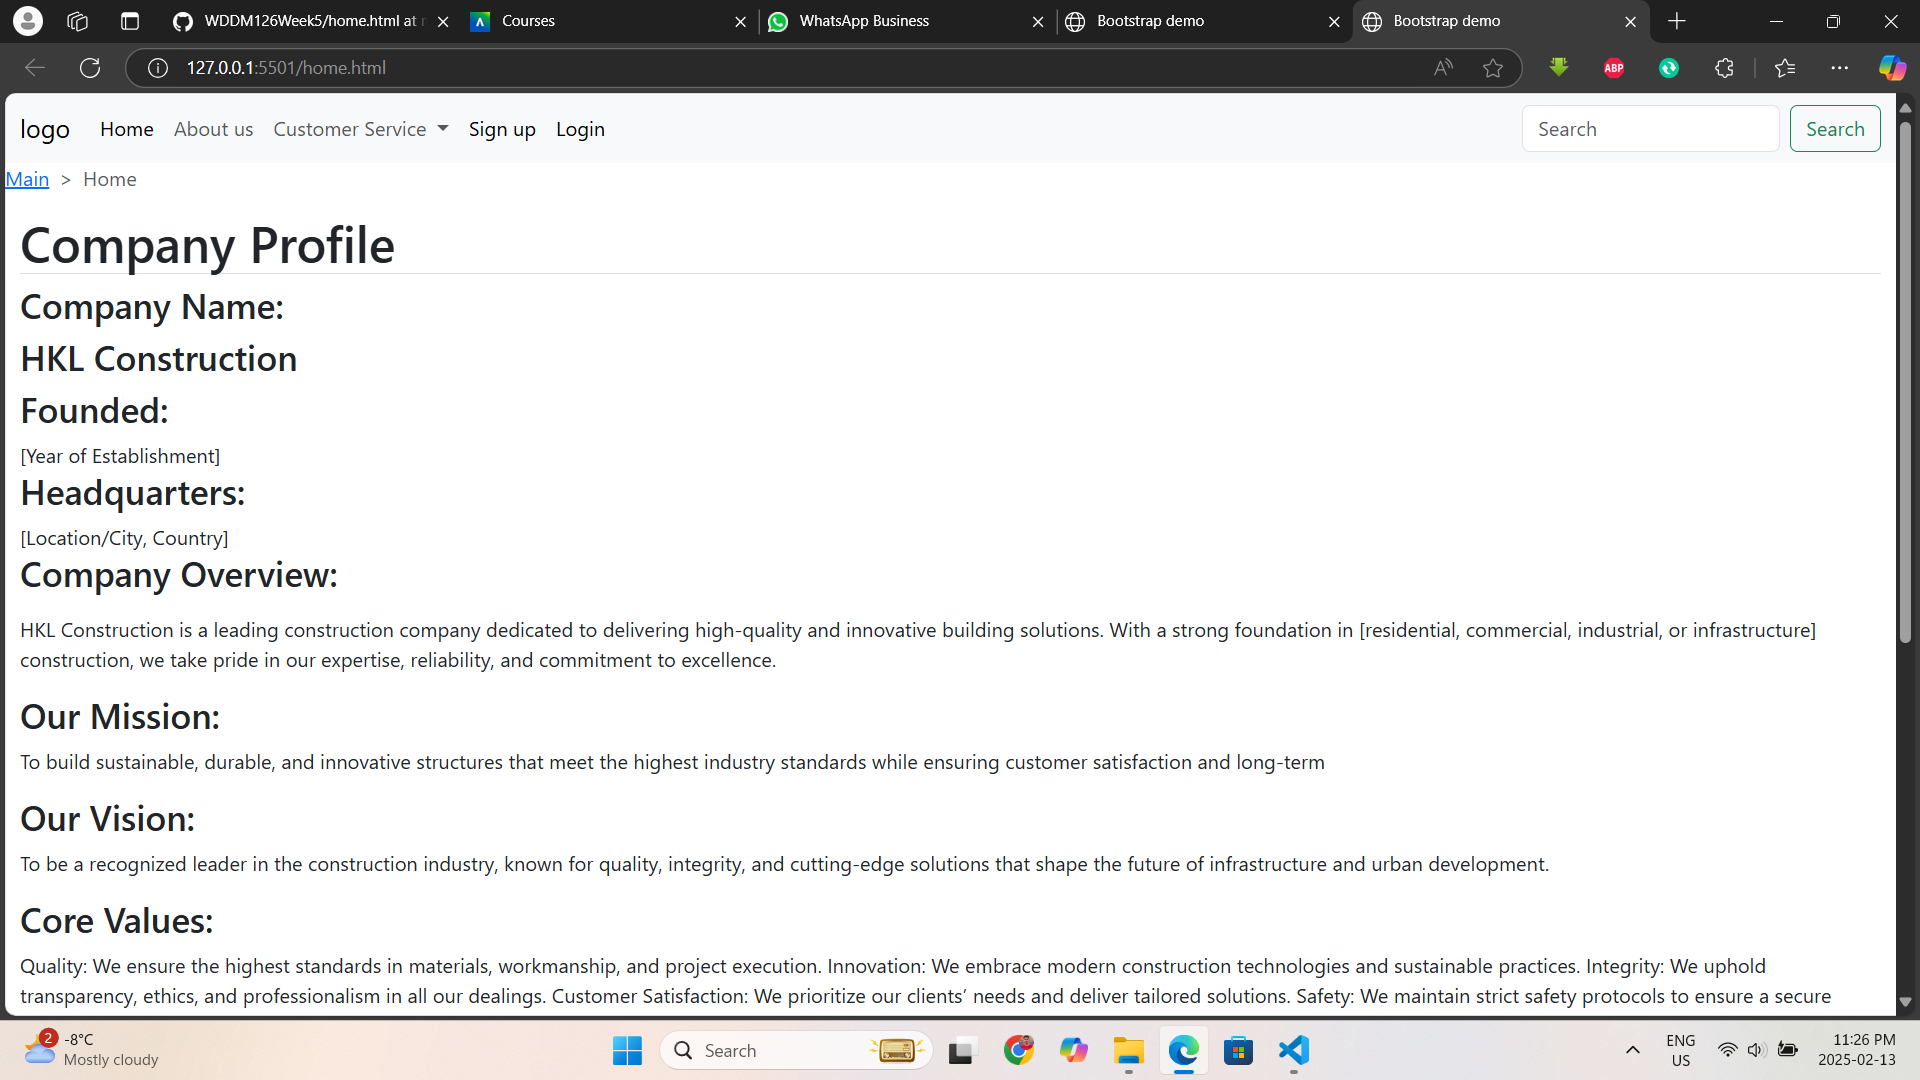 WDDM126Week5/home.html at r
Courses
WhatsApp Business
Bootstrap demo
Bootstrap demo
127.0.0.1:5501/home.html
ABP
logo Home About us Customer Service Sign up Login Search Search
Main > Home
Company Profile
Company Name:
HKL Construction
Founded:
[Year of Establishment]
Headquarters:
[Location/City, Country]
Company Overview:
HKL Construction is a leading construction company dedicated to delivering high-quality and innovative building solutions. With a strong foundation in [residential, commercial, industrial, or infrastructure]
construction, we take pride in our expertise, reliability, and commitment to excellence.
Our Mission:
To build sustainable, durable, and innovative structures that meet the highest industry standards while ensuring customer satisfaction and long-term
Our Vision:
To be a recognized leader in the construction industry, known for quality, integrity, and cutting-edge solutions that shape the future of infrastructure and urban development.
Core Values:
Quality: We ensure the highest standards in materials, workmanship, and project execution. Innovation: We embrace modern construction technologies and sustainable practices. Integrity: We uphold
transparency, ethics, and professionalism in all our dealings. Customer Satisfaction: We prioritize our clients’ needs and deliver tailored solutions. Safety: We maintain strict safety protocols to ensure a secure
2
-8°C
Mostly cloudy
Search
ENG
US
11:26 PM
2025-02-13